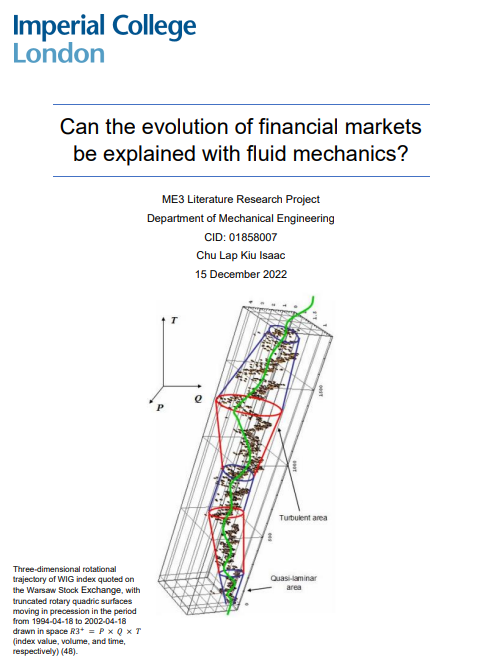 Imperial College
London
Can the evolution of financial markets
be explained with fluid mechanics?
ME3 Literature Research Project
Department of Mechanical Engineering
CID: 01858007
Chu Lap Kiu Isaac
15 December 2022
T
Q
P
1500
1000
Turbulent area
500
Quasi-laminar
area
0
Three-dimensional rotational
trajectory of WIG index quoted on
the Warsaw Stock Exchange, with
truncated rotary quadric surfaces
moving in precession in the period
from 1994-04-18 to 2002-04-18
drawn in space R3⁺ = P × Q × T
(index value, volume, and time,
respectively) (48).